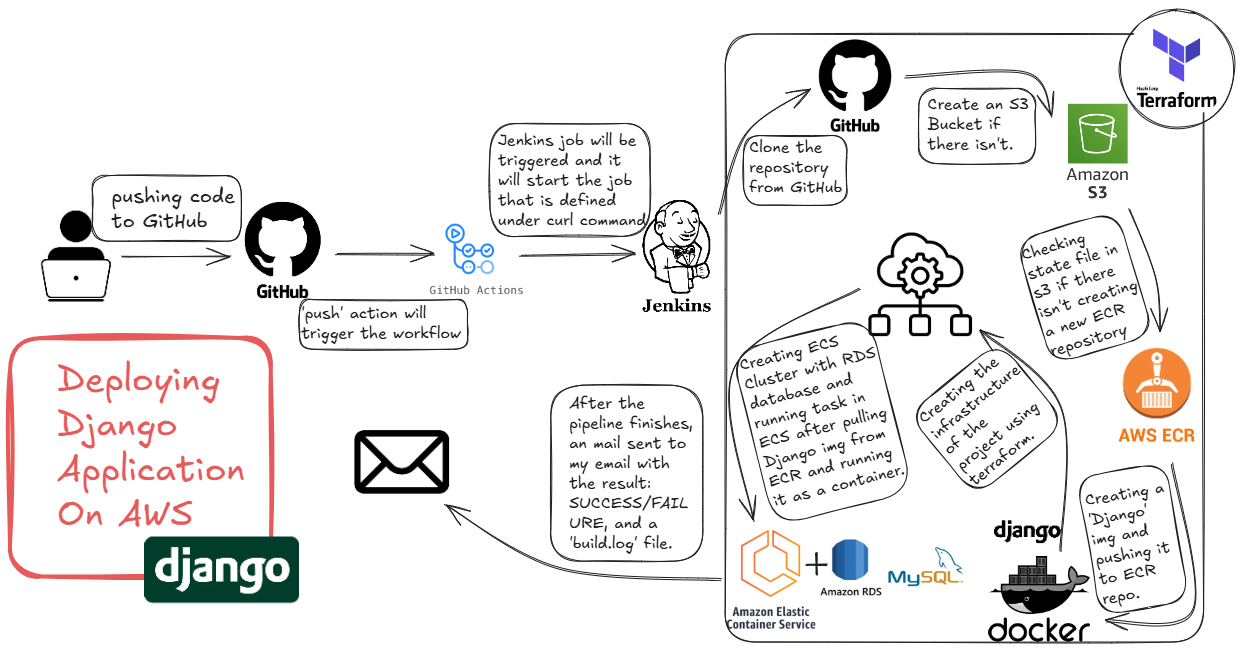 pushing code
to GitHub
GitHub
'push' action will
trigger the workflow
GitHub Actions
Jenkins job will be
triggered and it
will start the job
that is defined
under curl command
Jenkins
Clone the
repository
from GitHub
GitHub
Create an S3
Bucket if
there isn't.
Amazon
S3
HashiCorp
Terraform
Checking
state file in
s3 if there
isn't creating
a new ECR
repository
AWS ECR
Creating a
'Django'
img and
pushing it
to ECR
repo.
django
docker
Creating the
infrastructure
of the
project using
terraform.
Creating ECS
Cluster with RDS
database and
running task in
ECS after pulling
Django img from
ECR and running
it as a container.
Amazon Elastic
Container Service
+
Amazon RDS
MySQL
After the
pipeline finishes,
an mail sent to
my email with
the result:
SUCCESS/FAIL
URE, and a
'build.log' file.
Deploying
Django
Application
On AWS
django